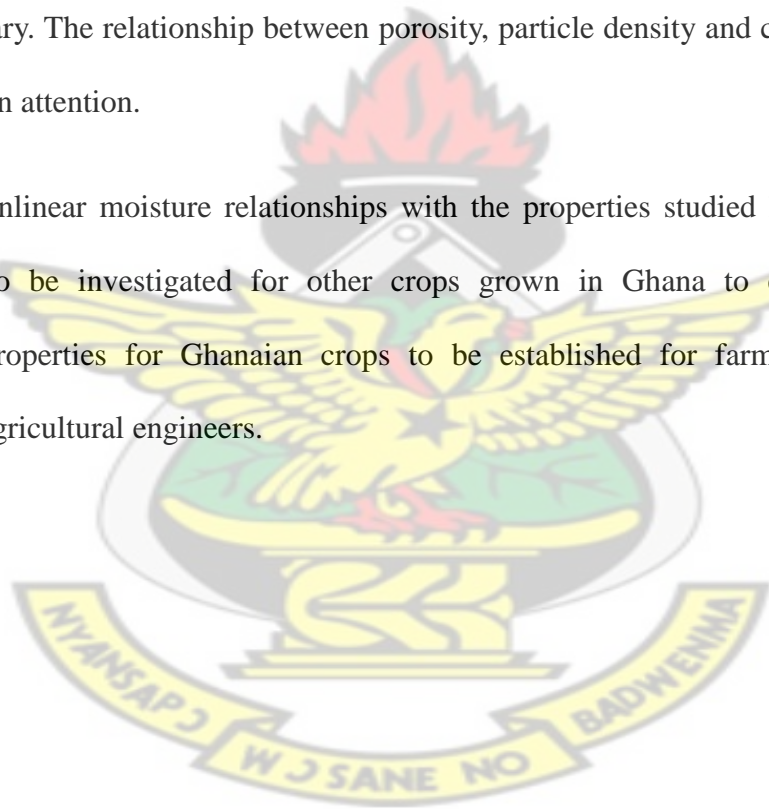 ary. The relationship between porosity, particle density and c
n attention.
nlinear moisture relationships with the properties studied
o be investigated for other crops grown in Ghana to
roperties for Ghanaian crops to be established for farm
gricultural engineers.
NYANSAPƆ
WƆSANE NO
BADWENMA